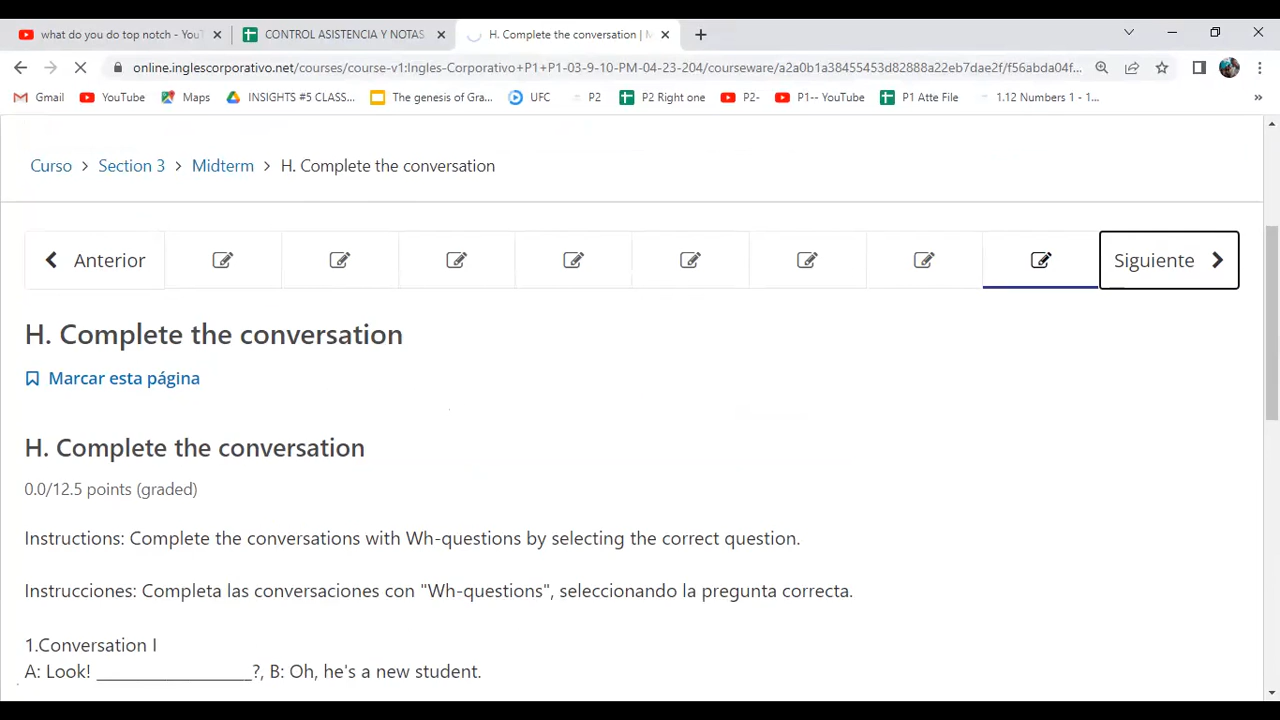 what do you do top notch - YouT
CONTROL ASISTENCIA Y NOTAS
H. Complete the conversation | M
online.inglescorporativo.net/courses/course-v1:Ingles-Corporativo+P1+P1-03-9-10-PM-04-23-204/courseware/a2a0b1a38455453d82888a22eb7dae2f/f56abda04f...
Gmail
YouTube
Maps
INSIGHTS #5 CLASS...
The genesis of Gra...
UFC
P2
P2 Right one
P2-
P1-- YouTube
P1 Atte File
1.12 Numbers 1 - 1...
»
Curso > Section 3 > Midterm > H. Complete the conversation
Anterior
Siguiente
H. Complete the conversation
Marcar esta página
H. Complete the conversation
0.0/12.5 points (graded)
Instructions: Complete the conversations with Wh-questions by selecting the correct question.
Instrucciones: Completa las conversaciones con "Wh-questions", seleccionando la pregunta correcta.
1.Conversation I
A: Look! ________________?, B: Oh, he's a new student.